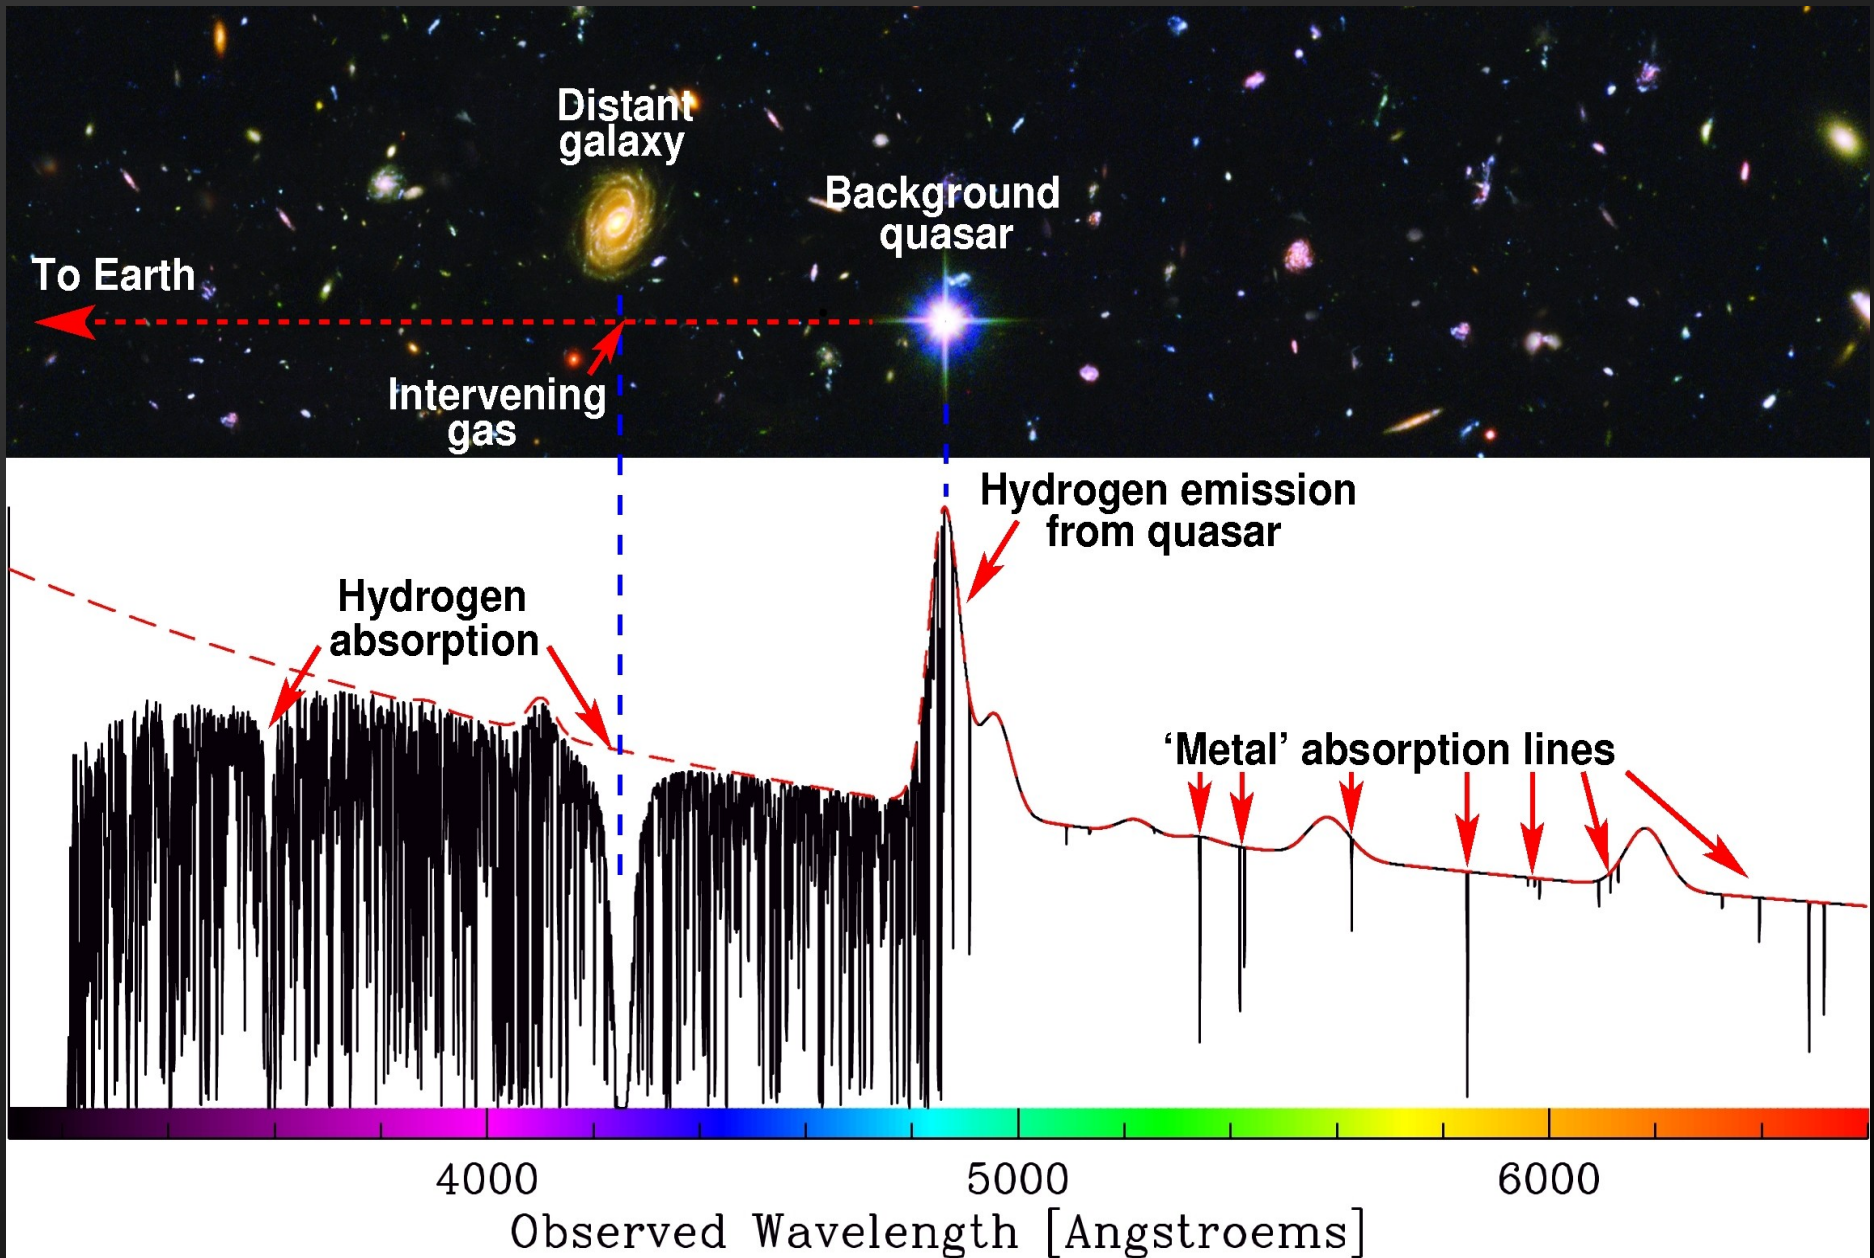 Distant
galaxy
Background
quasar
To Earth
Intervening
gas
Hydrogen emission
from quasar
Hydrogen
absorption
‘Metal’ absorption lines
4000 5000 6000
Observed Wavelength [Angstroems]